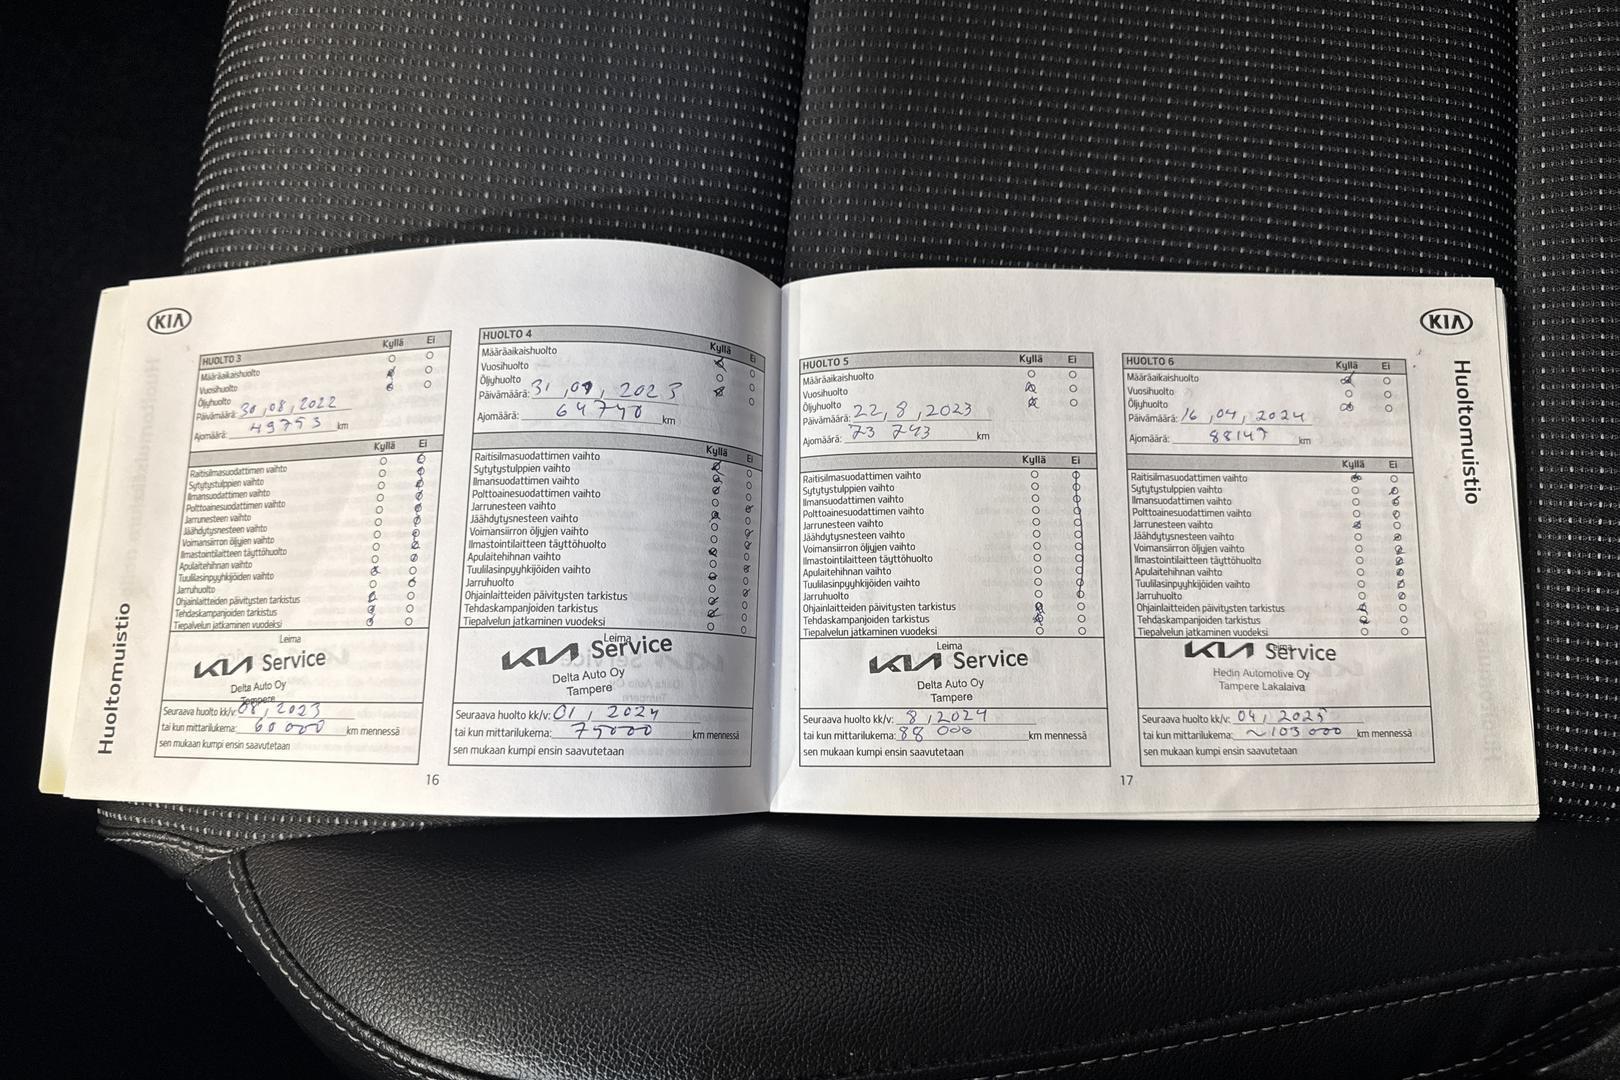 KIA
HUOLTO 3
Kyllä Ei
Määräaikaishuolto
Vuosihuolto
Öljyhuolto
Päivämäärä: 30,08,2022
Ajomäärä: 49753 km
Kyllä Ei
Raitisilmasuodattimen vaihto
Sytytystulppien vaihto
Ilmansuodattimen vaihto
Polttoainesuodattimen vaihto
Jarrunesteen vaihto
Jäähdytysnesteen vaihto
Voimansiirron öljyjen vaihto
Ilmastointilaitteen täyttöhuolto
Apulaitehihnan vaihto
Tuulilasinpyyhkijöiden vaihto
Jarruhuolto
Ohjainlaitteiden päivitysten tarkistus
Tehdaskampanjoiden tarkistus
Tiepalvelun jatkaminen vuodeksi
Leima
KIA Service
Delta Auto Oy
Tampere
Seuraava huolto kk/v: 08,2023
tai kun mittarilukema: 60 000 km mennessä
sen mukaan kumpi ensin saavutetaan
Huoltomuistio
HUOLTO 4
Kyllä Ei
Määräaikaishuolto
Vuosihuolto
Öljyhuolto
Päivämäärä: 31,01,2023
Ajomäärä: 64740 km
Kyllä Ei
Raitisilmasuodattimen vaihto
Sytytystulppien vaihto
Ilmansuodattimen vaihto
Polttoainesuodattimen vaihto
Jarrunesteen vaihto
Jäähdytysnesteen vaihto
Voimansiirron öljyjen vaihto
Ilmastointilaitteen täyttöhuolto
Apulaitehihnan vaihto
Tuulilasinpyyhkijöiden vaihto
Jarruhuolto
Ohjainlaitteiden päivitysten tarkistus
Tehdaskampanjoiden tarkistus
Tiepalvelun jatkaminen vuodeksi
Leima
KIA Service
Delta Auto Oy
Tampere
Seuraava huolto kk/v: 01, 2024
tai kun mittarilukema: 75000 km mennessä
sen mukaan kumpi ensin saavutetaan
16
HUOLTO 5
Kyllä Ei
Määräaikaishuolto
Vuosihuolto
Öljyhuolto
Päivämäärä: 22,8,2023
Ajomäärä: 73 743 km
Kyllä Ei
Raitisilmasuodattimen vaihto
Sytytystulppien vaihto
Ilmansuodattimen vaihto
Polttoainesuodattimen vaihto
Jarrunesteen vaihto
Jäähdytysnesteen vaihto
Voimansiirron öljyjen vaihto
Ilmastointilaitteen täyttöhuolto
Apulaitehihnan vaihto
Tuulilasinpyyhkijöiden vaihto
Jarruhuolto
Ohjainlaitteiden päivitysten tarkistus
Tehdaskampanjoiden tarkistus
Tiepalvelun jatkaminen vuodeksi
Leima
KIA Service
Delta Auto Oy
Tampere
Seuraava huolto kk/v: 8,2024
tai kun mittarilukema: 88 000 km mennessä
sen mukaan kumpi ensin saavutetaan
KIA
HUOLTO 6
Kyllä Ei
Määräaikaishuolto
Vuosihuolto
Öljyhuolto
Päivämäärä: 16,04,2024
Ajomäärä: 88147 km
Kyllä Ei
Raitisilmasuodattimen vaihto
Sytytystulppien vaihto
Ilmansuodattimen vaihto
Polttoainesuodattimen vaihto
Jarrunesteen vaihto
Jäähdytysnesteen vaihto
Voimansiirron öljyjen vaihto
Ilmastointilaitteen täyttöhuolto
Apulaitehihnan vaihto
Tuulilasinpyyhkijöiden vaihto
Jarruhuolto
Ohjainlaitteiden päivitysten tarkistus
Tehdaskampanjoiden tarkistus
Tiepalvelun jatkaminen vuodeksi
Leima
KIA Service
Hedin Automotive Oy
Tampere Lakalaiva
Seuraava huolto kk/v: 04, 2025
tai kun mittarilukema: ~103 000 km mennessä
sen mukaan kumpi ensin saavutetaan
17
Huoltomuistio